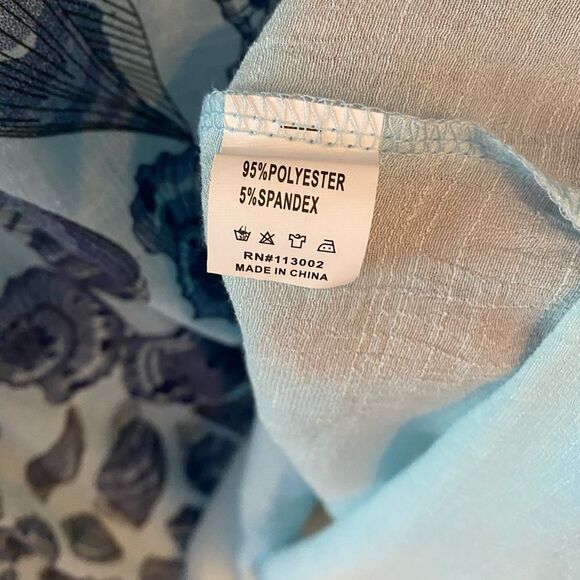 95%POLYESTER
5%SPANDEX
RN#113002
MADE IN CHINA